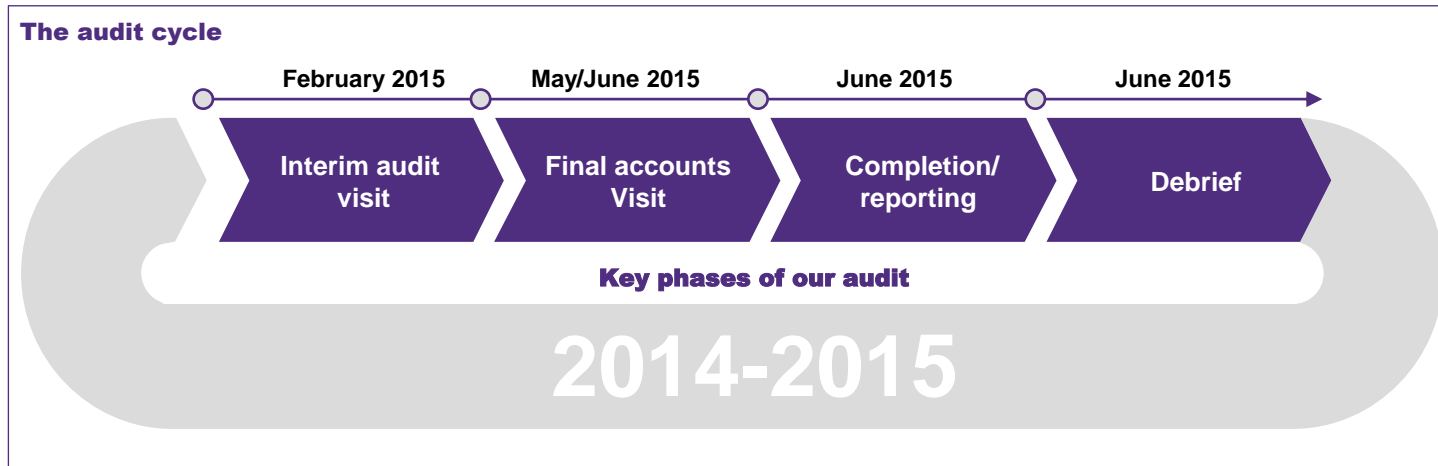 The audit cycle
February 2015
May/June 2015
June 2015
June 2015
Interim audit
visit
Final accounts
Visit
Completion/
reporting
Debrief
Key phases of our audit
2014-2015